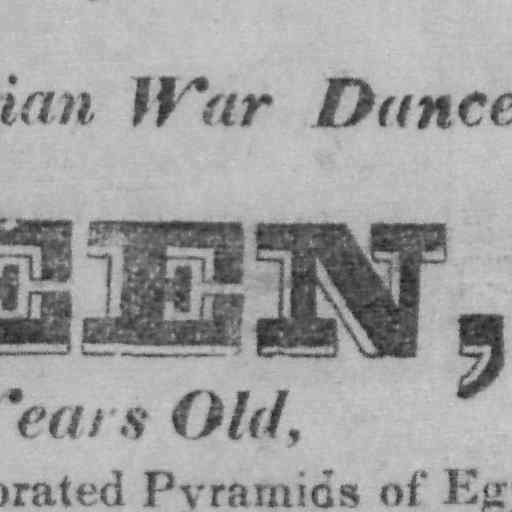 ian War Dance
EEN,
Years Old,
orated Pyramids of Eg